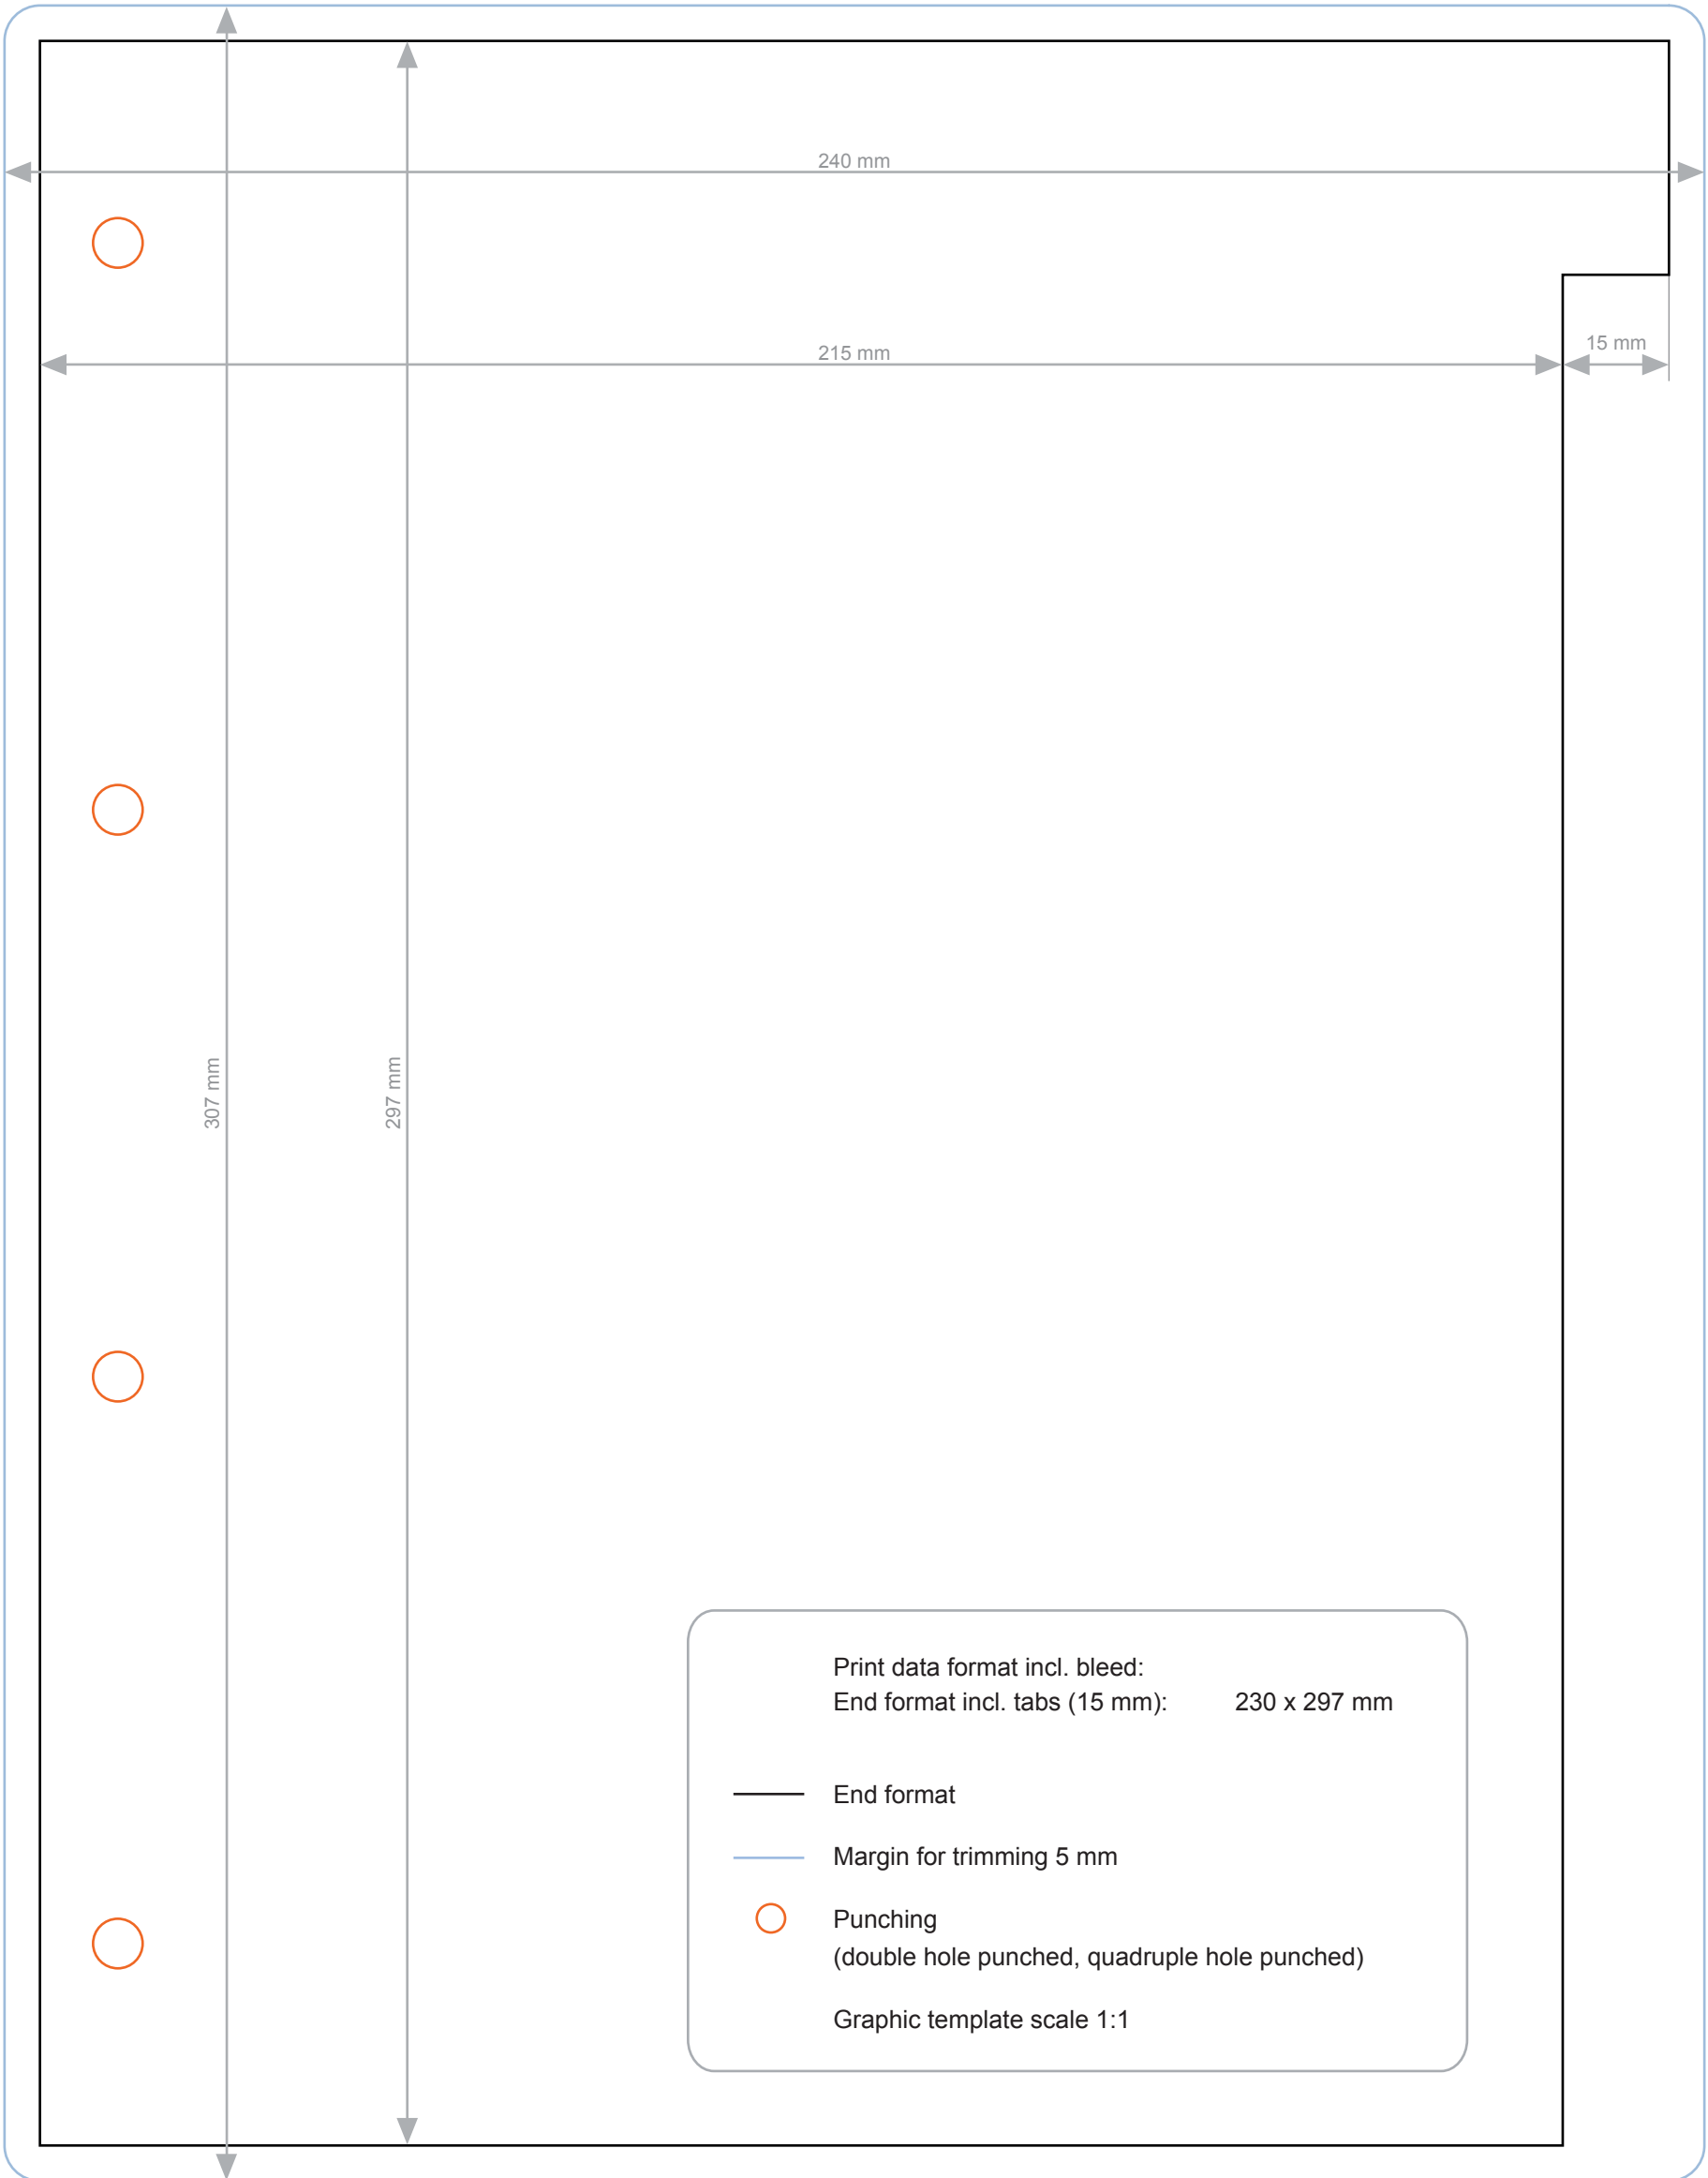 240 mm
215 mm
15 mm
307 mm
297 mm
Print data format incl. bleed:
End format incl. tabs (15 mm): 230 x 297 mm
End format
Margin for trimming 5 mm
Punching
(double hole punched, quadruple hole punched)
Graphic template scale 1:1